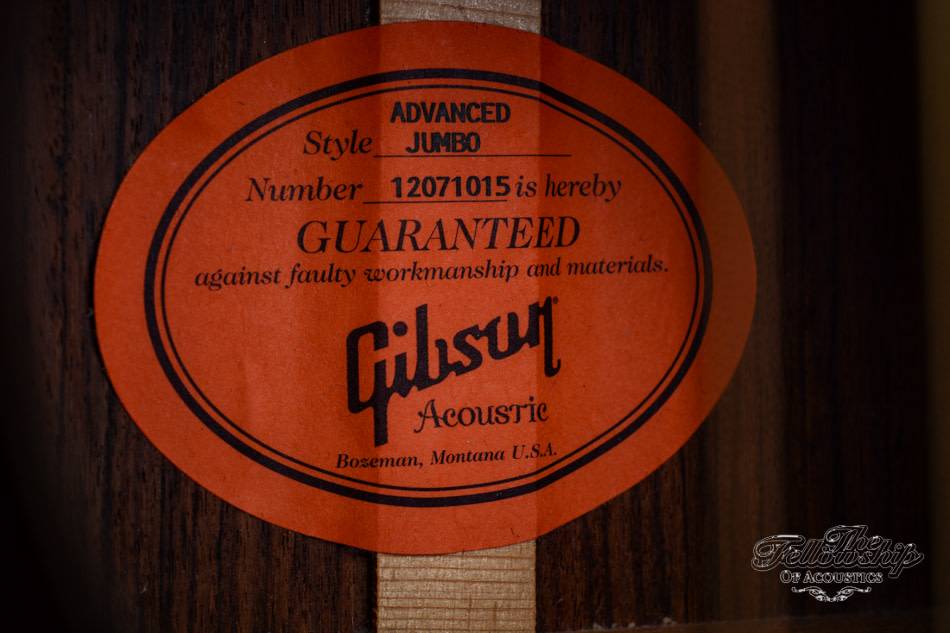 ADVANCED
Style JUMBO
Number 12071015 is hereby
GUARANTEED
against faulty workmanship and materials.
Gibson
Acoustic
Bozeman, Montana U.S.A.
The
Fellowship
OF ACOUSTICS